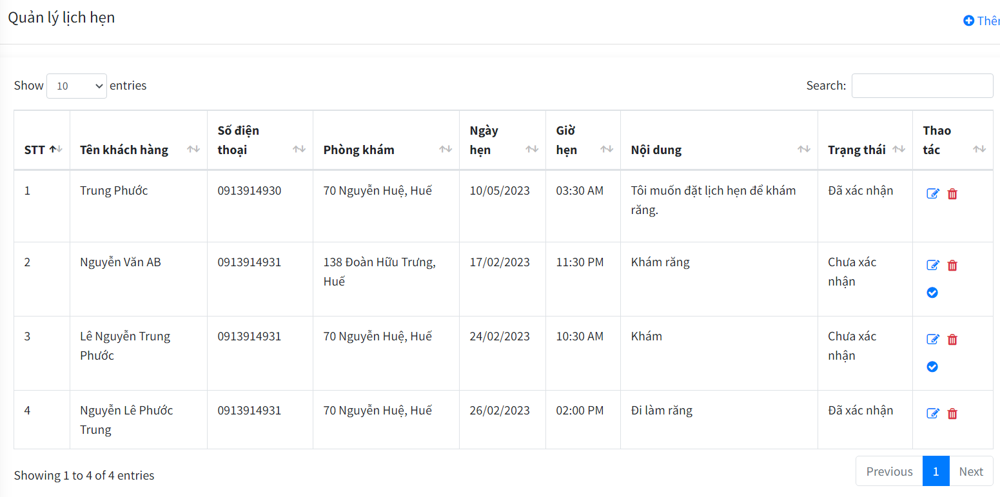 Quản lý lịch hẹn
Show 10 entries
Search:
STT
Tên khách hàng
Số điện
thoại
Phòng khám
Ngày
hẹn
Giờ
hẹn
Nội dung
Trạng thái
Thao
tác
1
Trung Phước
0913914930
70 Nguyễn Huệ, Huế
10/05/2023
03:30 AM
Tôi muốn đặt lịch hẹn để khám
răng.
Đã xác nhận
2
Nguyễn Văn AB
0913914931
138 Đoàn Hữu Trưng,
Huế
17/02/2023
11:30 PM
Khám răng
Chưa xác
nhận
3
Lê Nguyễn Trung
Phước
0913914931
70 Nguyễn Huệ, Huế
24/02/2023
10:30 AM
Khám
Chưa xác
nhận
4
Nguyễn Lê Phước
Trung
0913914931
70 Nguyễn Huệ, Huế
26/02/2023
02:00 PM
Đi làm răng
Đã xác nhận
Showing 1 to 4 of 4 entries
Previous 1 Next